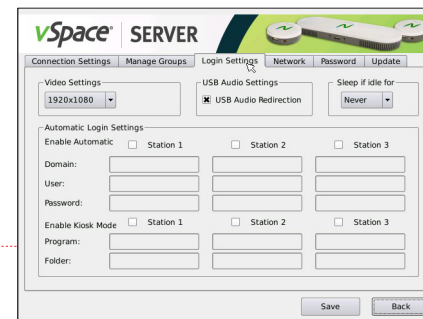 vSpace® SERVER
Connection Settings Manage Groups Login Settings Network Password Update
Video Settings USB Audio Settings Sleep if idle for
1920x1080 USB Audio Redirection Never
Automatic Login Settings
Enable Automatic Station 1 Station 2 Station 3
Domain:
User:
Password:
Enable Kiosk Mode Station 1 Station 2 Station 3
Program:
Folder:
Save Back